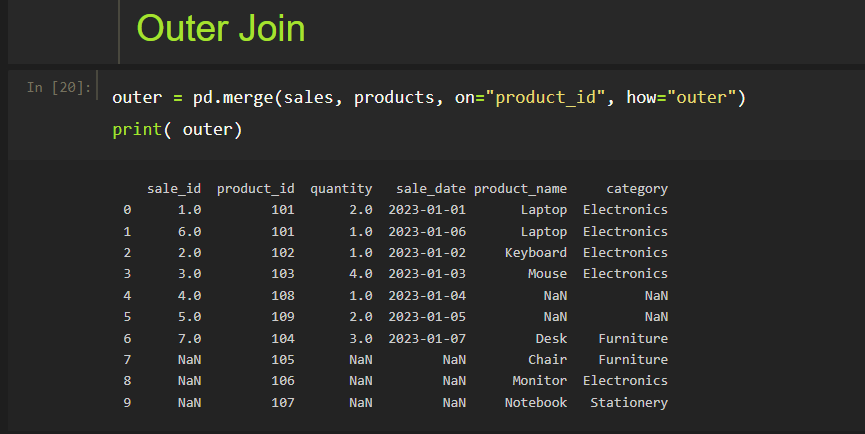 Outer Join
In [20]:
outer = pd.merge(sales, products, on="product_id", how="outer")
print( outer)
sale_id product_id quantity sale_date product_name category
0 1.0 101 2.0 2023-01-01 Laptop Electronics
1 6.0 101 1.0 2023-01-06 Laptop Electronics
2 2.0 102 1.0 2023-01-02 Keyboard Electronics
3 3.0 103 4.0 2023-01-03 Mouse Electronics
4 4.0 108 1.0 2023-01-04 NaN NaN
5 5.0 109 2.0 2023-01-05 NaN NaN
6 7.0 104 3.0 2023-01-07 Desk Furniture
7 NaN 105 NaN NaN Chair Furniture
8 NaN 106 NaN NaN Monitor Electronics
9 NaN 107 NaN NaN Notebook Stationery